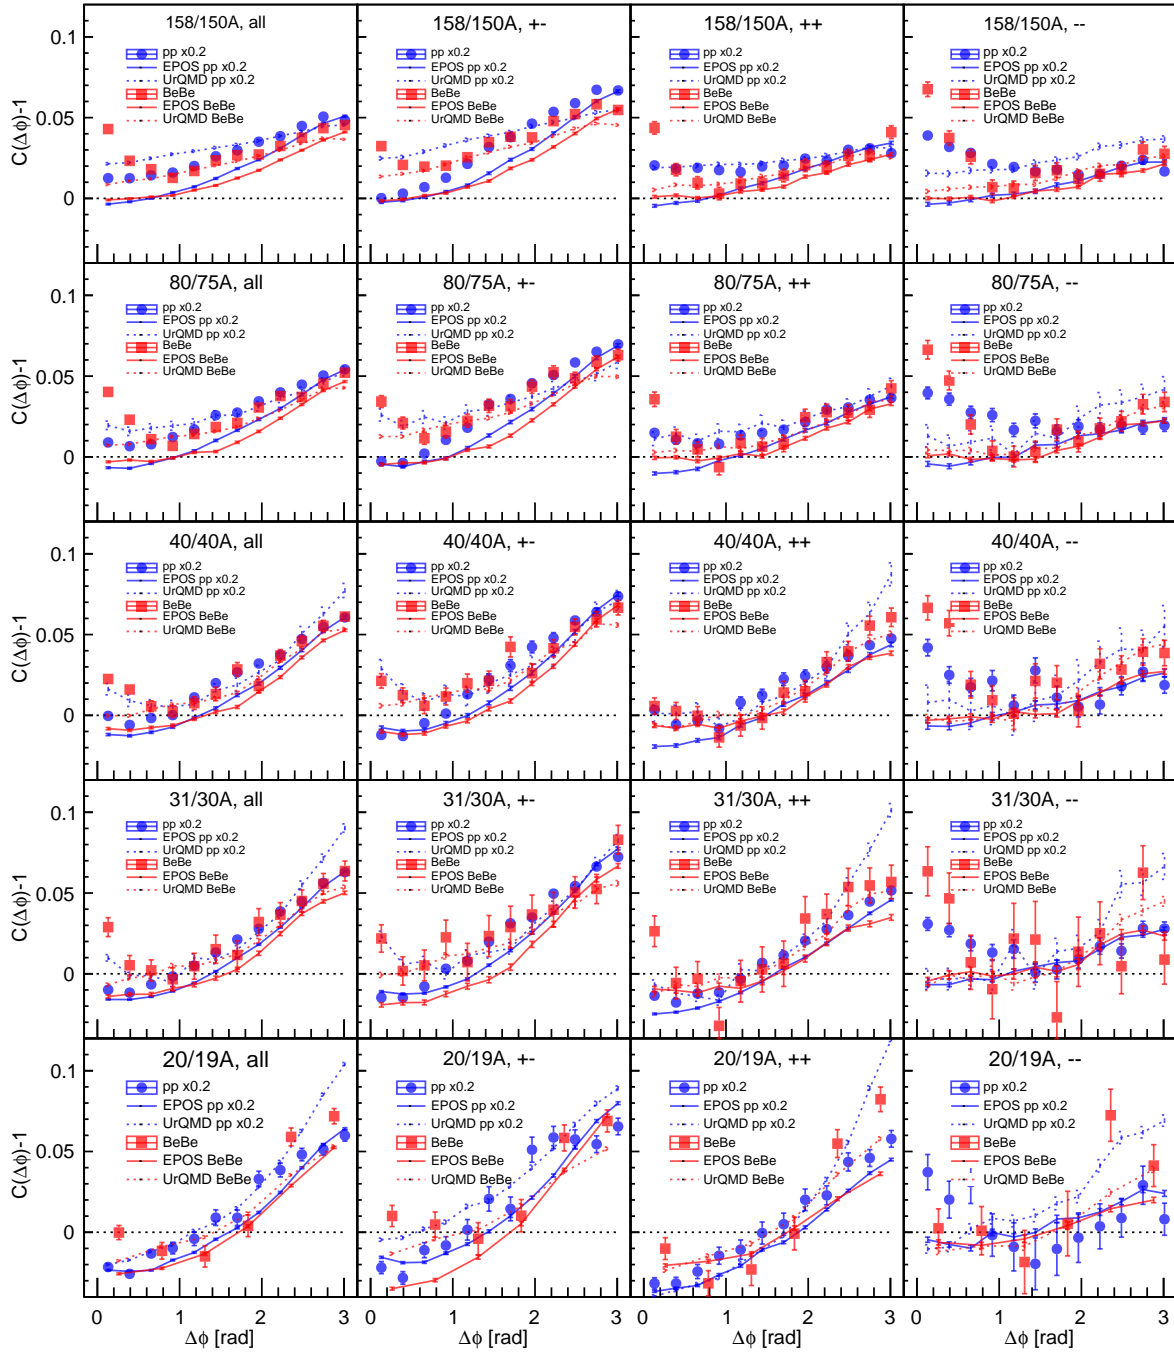 158/150A, all
pp x0.2
EPOS pp x0.2
UrQMD pp x0.2
BeBe
EPOS BeBe
UrQMD BeBe
158/150A, +-
pp x0.2
EPOS pp x0.2
UrQMD pp x0.2
BeBe
EPOS BeBe
UrQMD BeBe
158/150A, ++
pp x0.2
EPOS pp x0.2
UrQMD pp x0.2
BeBe
EPOS BeBe
UrQMD BeBe
158/150A, --
pp x0.2
EPOS pp x0.2
UrQMD pp x0.2
BeBe
EPOS BeBe
UrQMD BeBe
C(Δϕ)-1
0.1
0.05
0
80/75A, all
pp x0.2
EPOS pp x0.2
UrQMD pp x0.2
BeBe
EPOS BeBe
UrQMD BeBe
80/75A, +-
pp x0.2
EPOS pp x0.2
UrQMD pp x0.2
BeBe
EPOS BeBe
UrQMD BeBe
80/75A, ++
pp x0.2
EPOS pp x0.2
UrQMD pp x0.2
BeBe
EPOS BeBe
UrQMD BeBe
80/75A, --
pp x0.2
EPOS pp x0.2
UrQMD pp x0.2
BeBe
EPOS BeBe
UrQMD BeBe
C(Δϕ)-1
0.1
0.05
0
40/40A, all
pp x0.2
EPOS pp x0.2
UrQMD pp x0.2
BeBe
EPOS BeBe
UrQMD BeBe
40/40A, +-
pp x0.2
EPOS pp x0.2
UrQMD pp x0.2
BeBe
EPOS BeBe
UrQMD BeBe
40/40A, ++
pp x0.2
EPOS pp x0.2
UrQMD pp x0.2
BeBe
EPOS BeBe
UrQMD BeBe
40/40A, --
pp x0.2
EPOS pp x0.2
UrQMD pp x0.2
BeBe
EPOS BeBe
UrQMD BeBe
C(Δϕ)-1
0.1
0.05
0
31/30A, all
pp x0.2
EPOS pp x0.2
UrQMD pp x0.2
BeBe
EPOS BeBe
UrQMD BeBe
31/30A, +-
pp x0.2
EPOS pp x0.2
UrQMD pp x0.2
BeBe
EPOS BeBe
UrQMD BeBe
31/30A, ++
pp x0.2
EPOS pp x0.2
UrQMD pp x0.2
BeBe
EPOS BeBe
UrQMD BeBe
31/30A, --
pp x0.2
EPOS pp x0.2
UrQMD pp x0.2
BeBe
EPOS BeBe
UrQMD BeBe
C(Δϕ)-1
0.1
0.05
0
20/19A, all
pp x0.2
EPOS pp x0.2
UrQMD pp x0.2
BeBe
EPOS BeBe
UrQMD BeBe
20/19A, +-
pp x0.2
EPOS pp x0.2
UrQMD pp x0.2
BeBe
EPOS BeBe
UrQMD BeBe
20/19A, ++
pp x0.2
EPOS pp x0.2
UrQMD pp x0.2
BeBe
EPOS BeBe
UrQMD BeBe
20/19A, --
pp x0.2
EPOS pp x0.2
UrQMD pp x0.2
BeBe
EPOS BeBe
UrQMD BeBe
C(Δϕ)-1
0.1
0.05
0
0 1 2 3
0 1 2 3
0 1 2 3
0 1 2 3
Δϕ [rad]
Δϕ [rad]
Δϕ [rad]
Δϕ [rad]